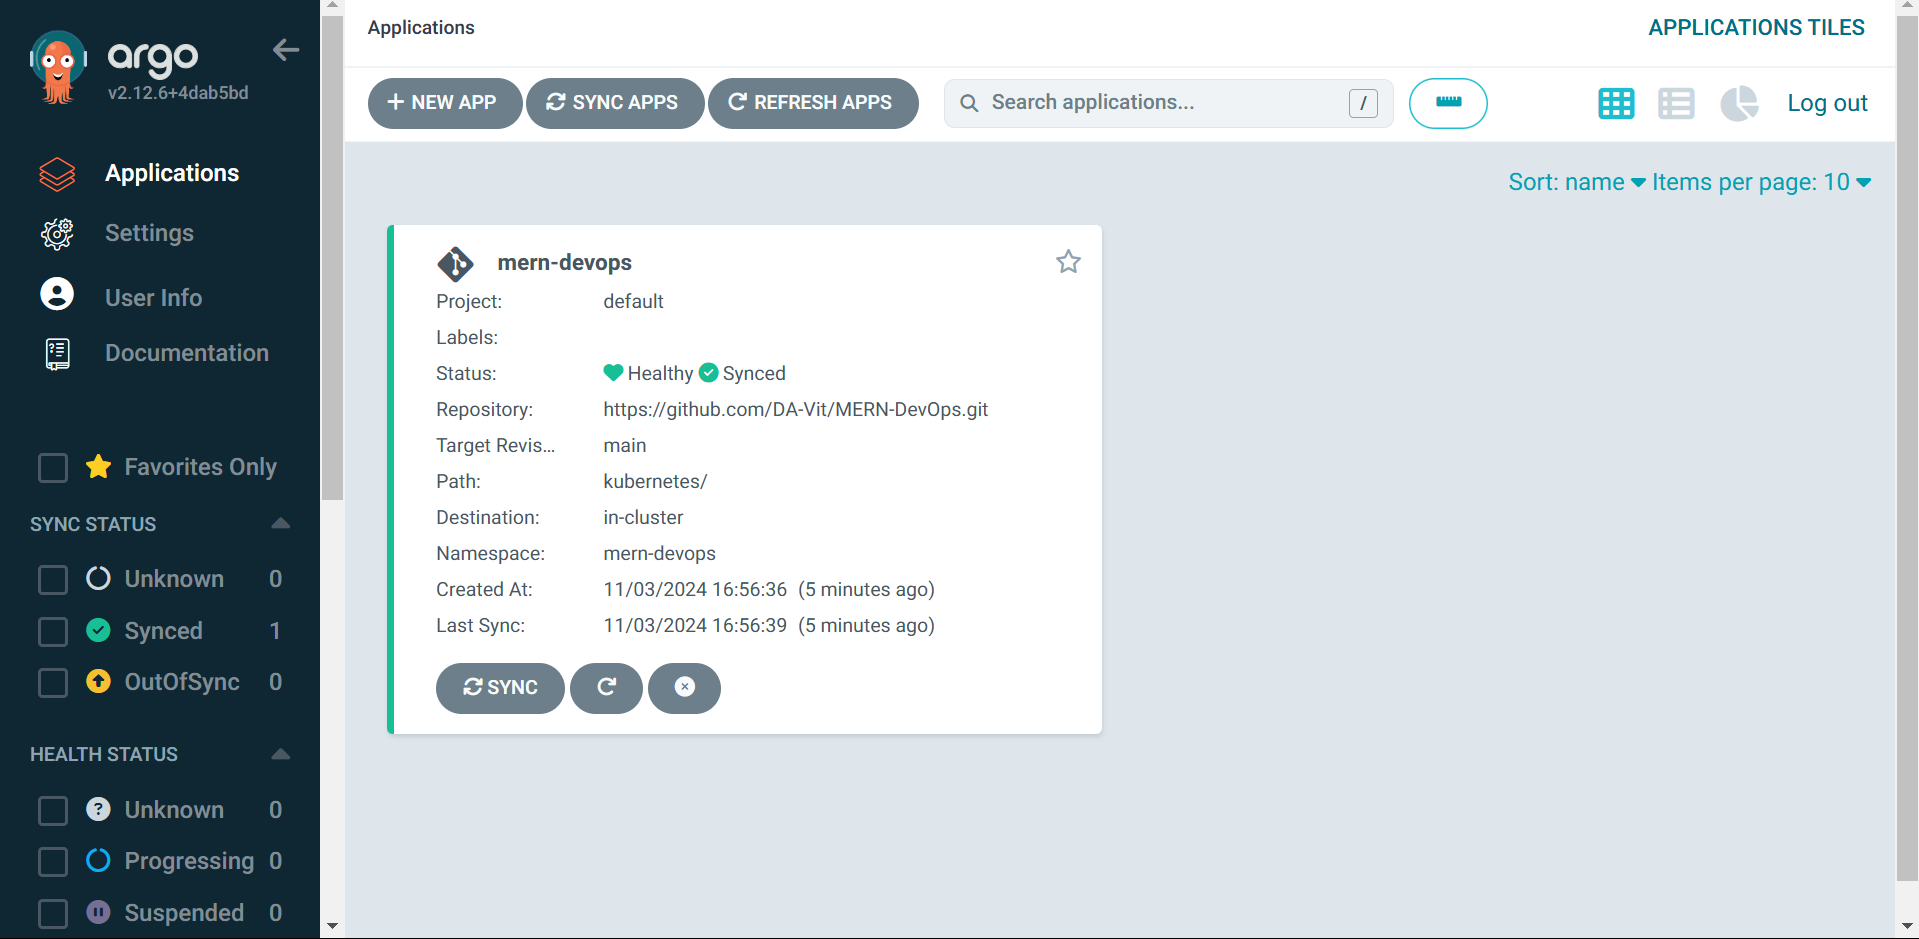 argo
v2.12.6+4dab5bd
Applications
Settings
User Info
Documentation
Favorites Only
SYNC STATUS
Unknown 0
Synced 1
OutOfSync 0
HEALTH STATUS
Unknown 0
Progressing 0
Suspended 0
Applications
APPLICATIONS TILES
+ NEW APP SYNC APPS REFRESH APPS Search applications... / Log out
Sort: name Items per page: 10
mern-devops
Project: default
Labels:
Status: Healthy Synced
Repository: https://github.com/DA-Vit/MERN-DevOps.git
Target Revis... main
Path: kubernetes/
Destination: in-cluster
Namespace: mern-devops
Created At: 11/03/2024 16:56:36 (5 minutes ago)
Last Sync: 11/03/2024 16:56:39 (5 minutes ago)
SYNC